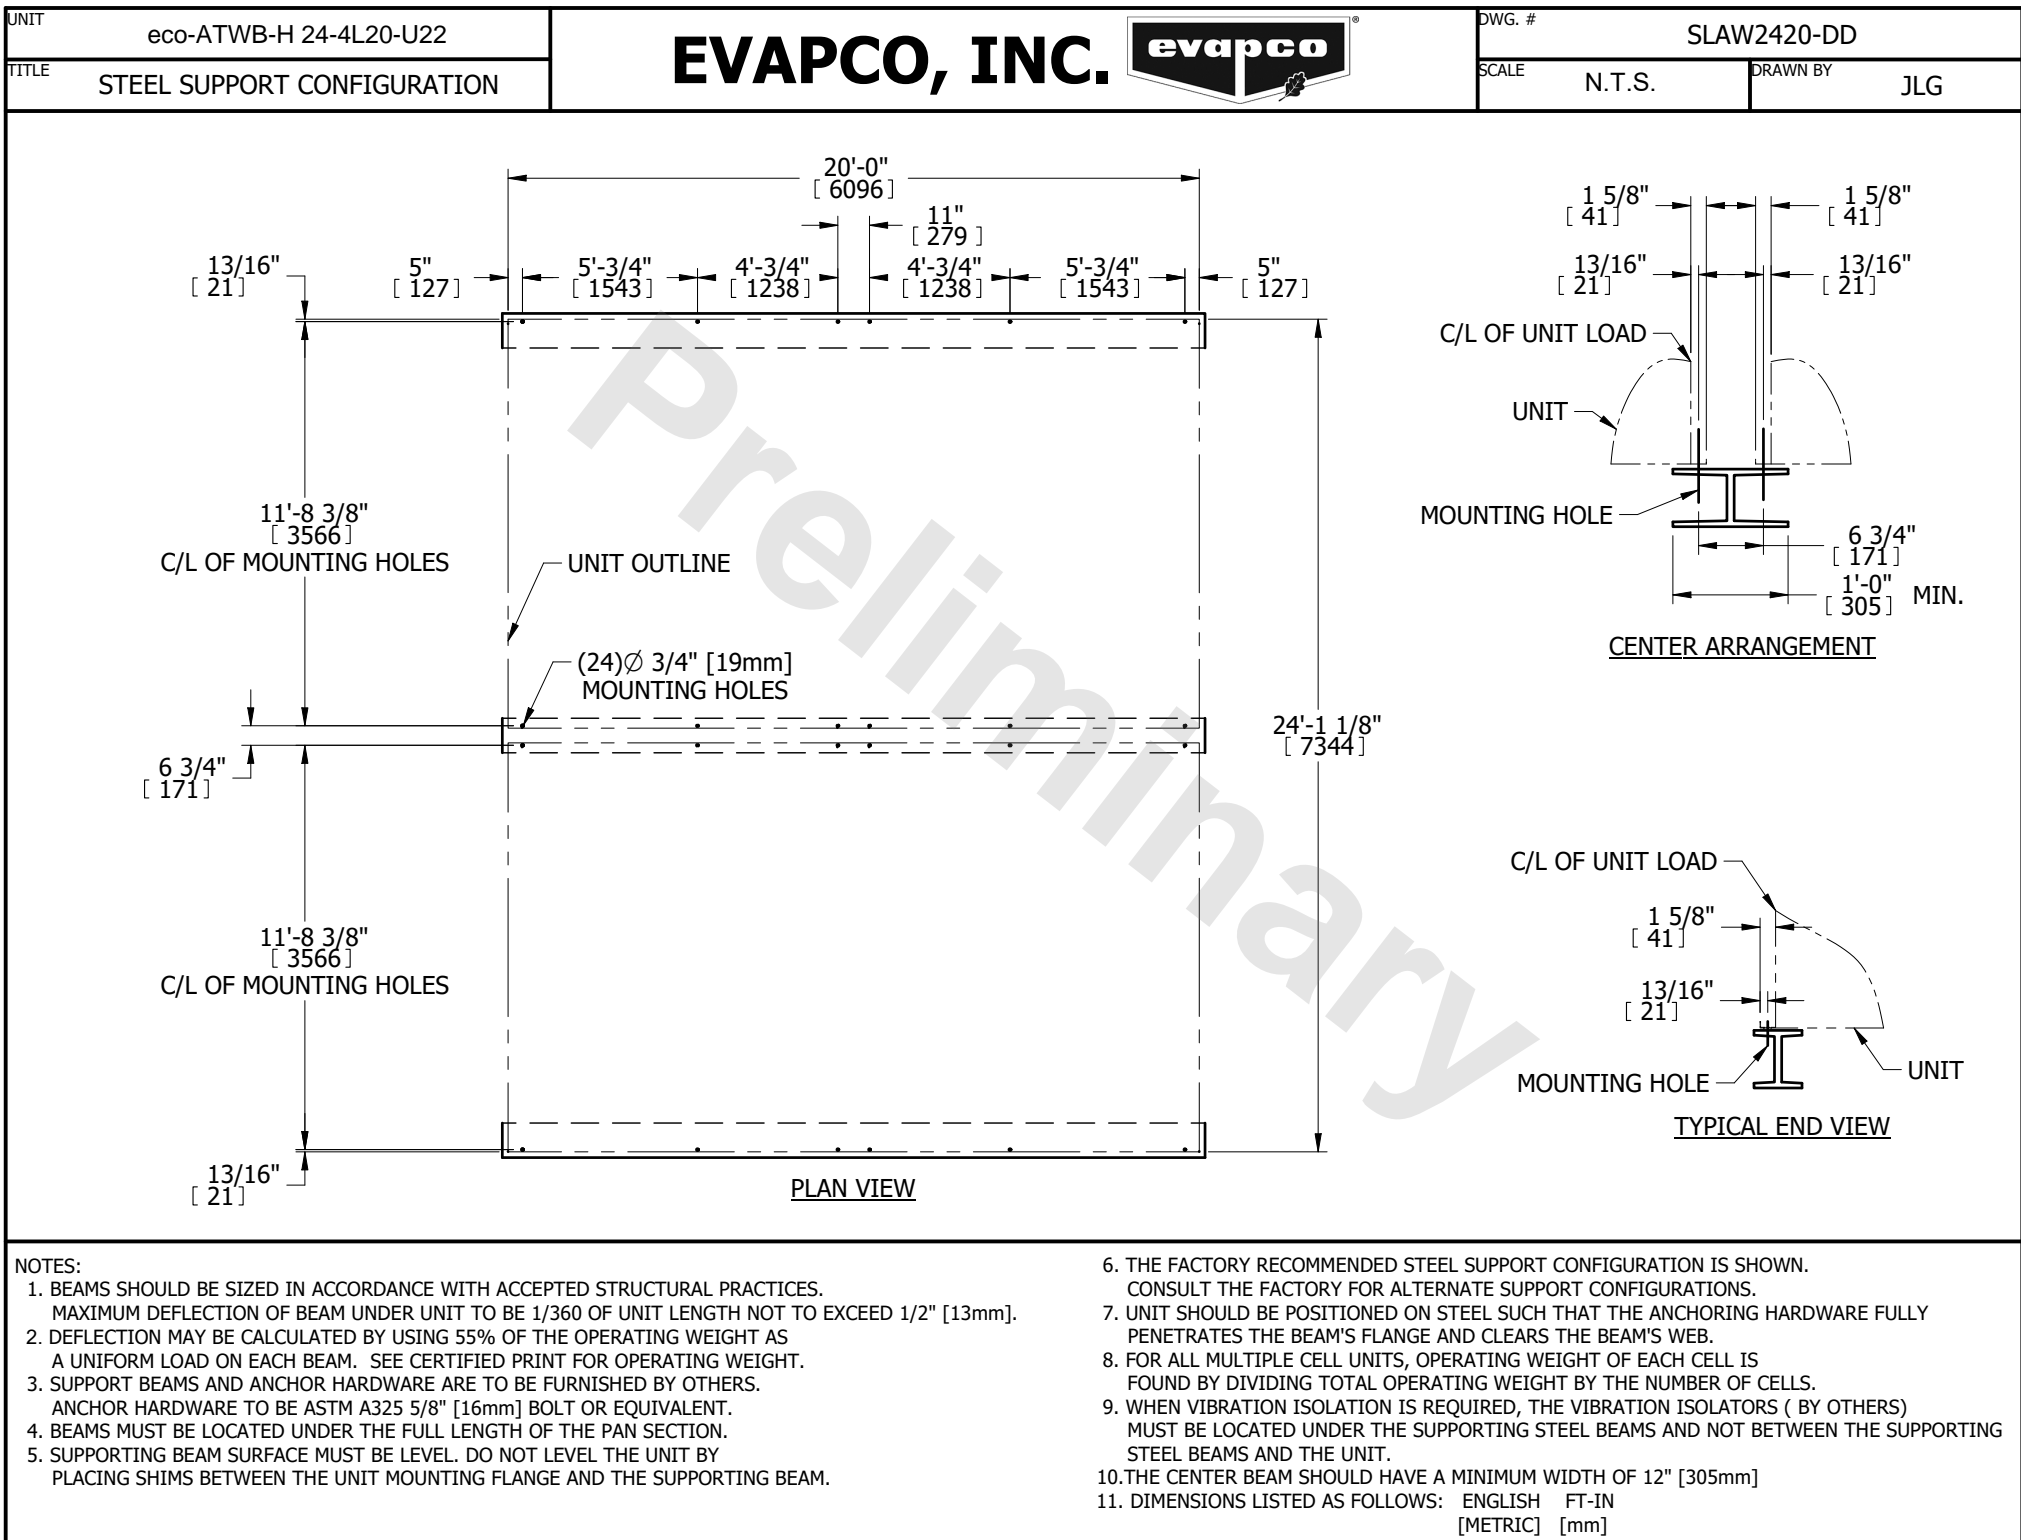 UNIT
eco-ATWB-H 24-4L20-U22
TITLE
STEEL SUPPORT CONFIGURATION
EVAPCO, INC.
evapco®
DWG. #
SLAW2420-DD
SCALE
N.T.S.
DRAWN BY
JLG
20'-0"
[ 6096 ]
11"
[ 279 ]
13/16"
[ 21 ]
5"
[ 127 ]
5'-3/4"
[ 1543 ]
4'-3/4"
[ 1238 ]
4'-3/4"
[ 1238 ]
5'-3/4"
[ 1543 ]
5"
[ 127 ]
11'-8 3/8"
[ 3566 ]
C/L OF MOUNTING HOLES
UNIT OUTLINE
(24)∅ 3/4" [19mm]
MOUNTING HOLES
6 3/4"
[ 171 ]
24'-1 1/8"
[ 7344 ]
11'-8 3/8"
[ 3566 ]
C/L OF MOUNTING HOLES
13/16"
[ 21 ]
PLAN VIEW
Preliminary
1 5/8"
[ 41 ]
1 5/8"
[ 41 ]
13/16"
[ 21 ]
13/16"
[ 21 ]
C/L OF UNIT LOAD
UNIT
MOUNTING HOLE
6 3/4"
[ 171 ]
1'-0"
[ 305 ] MIN.
CENTER ARRANGEMENT
C/L OF UNIT LOAD
1 5/8"
[ 41 ]
13/16"
[ 21 ]
MOUNTING HOLE
UNIT
TYPICAL END VIEW
NOTES:
1. BEAMS SHOULD BE SIZED IN ACCORDANCE WITH ACCEPTED STRUCTURAL PRACTICES.
MAXIMUM DEFLECTION OF BEAM UNDER UNIT TO BE 1/360 OF UNIT LENGTH NOT TO EXCEED 1/2" [13mm].
2. DEFLECTION MAY BE CALCULATED BY USING 55% OF THE OPERATING WEIGHT AS
A UNIFORM LOAD ON EACH BEAM. SEE CERTIFIED PRINT FOR OPERATING WEIGHT.
3. SUPPORT BEAMS AND ANCHOR HARDWARE ARE TO BE FURNISHED BY OTHERS.
ANCHOR HARDWARE TO BE ASTM A325 5/8" [16mm] BOLT OR EQUIVALENT.
4. BEAMS MUST BE LOCATED UNDER THE FULL LENGTH OF THE PAN SECTION.
5. SUPPORTING BEAM SURFACE MUST BE LEVEL. DO NOT LEVEL THE UNIT BY
PLACING SHIMS BETWEEN THE UNIT MOUNTING FLANGE AND THE SUPPORTING BEAM.
6. THE FACTORY RECOMMENDED STEEL SUPPORT CONFIGURATION IS SHOWN.
CONSULT THE FACTORY FOR ALTERNATE SUPPORT CONFIGURATIONS.
7. UNIT SHOULD BE POSITIONED ON STEEL SUCH THAT THE ANCHORING HARDWARE FULLY
PENETRATES THE BEAM'S FLANGE AND CLEARS THE BEAM'S WEB.
8. FOR ALL MULTIPLE CELL UNITS, OPERATING WEIGHT OF EACH CELL IS
FOUND BY DIVIDING TOTAL OPERATING WEIGHT BY THE NUMBER OF CELLS.
9. WHEN VIBRATION ISOLATION IS REQUIRED, THE VIBRATION ISOLATORS ( BY OTHERS)
MUST BE LOCATED UNDER THE SUPPORTING STEEL BEAMS AND NOT BETWEEN THE SUPPORTING
STEEL BEAMS AND THE UNIT.
10.THE CENTER BEAM SHOULD HAVE A MINIMUM WIDTH OF 12" [305mm]
11. DIMENSIONS LISTED AS FOLLOWS: ENGLISH FT-IN
[METRIC] [mm]